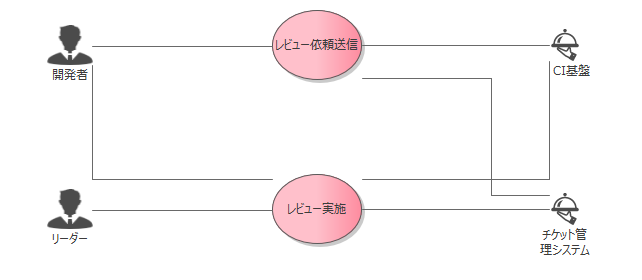 レビュー依頼送信
開発者
CI基盤
レビュー実施
リーダー
チケット管
理システム